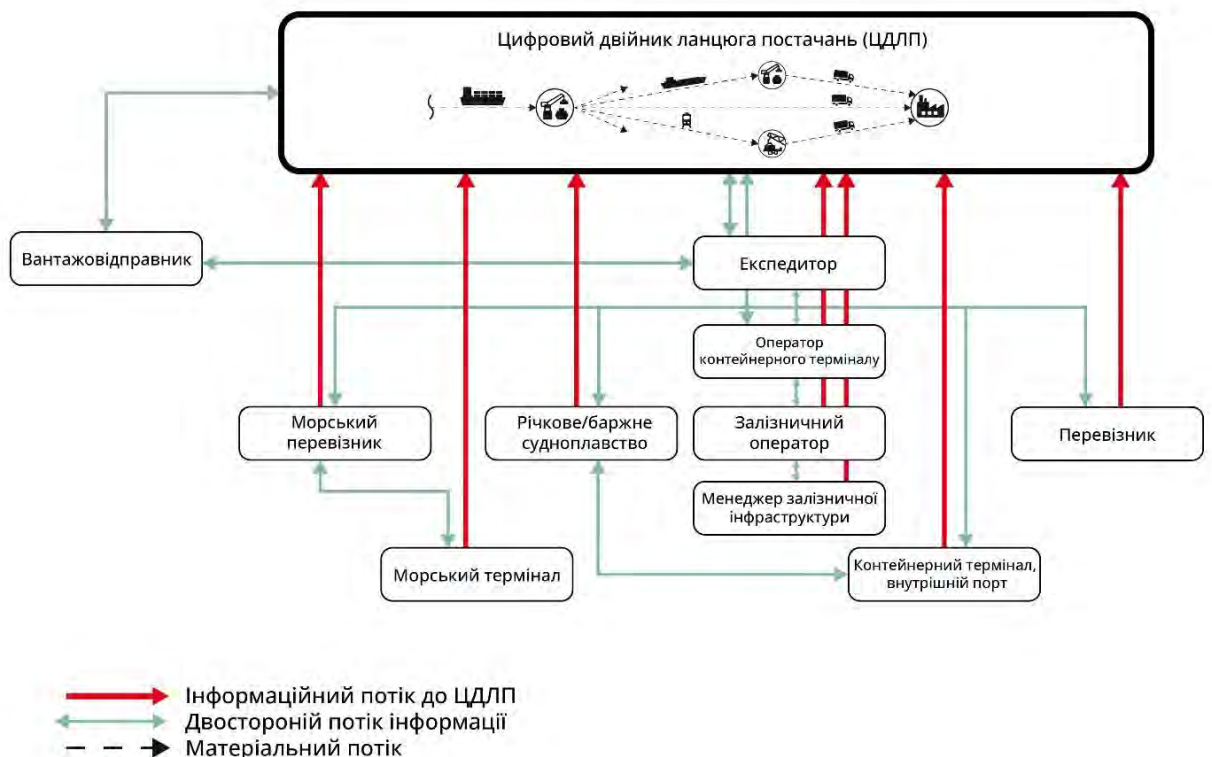 Цифровий двійник ланцюга постачань (ЦДЛП)
Вантажовідправник
Експедитор
Оператор
контейнерного терміналу
Морський
перевізник
Річкове/баржне
судноплавство
Залізничний
оператор
Перевізник
Менеджер залізничної
інфраструктури
Морський термінал
Контейнерний термінал,
внутрішній порт
Інформаційний потік до ЦДЛП
Двостороній потік інформації
Матеріальний потік